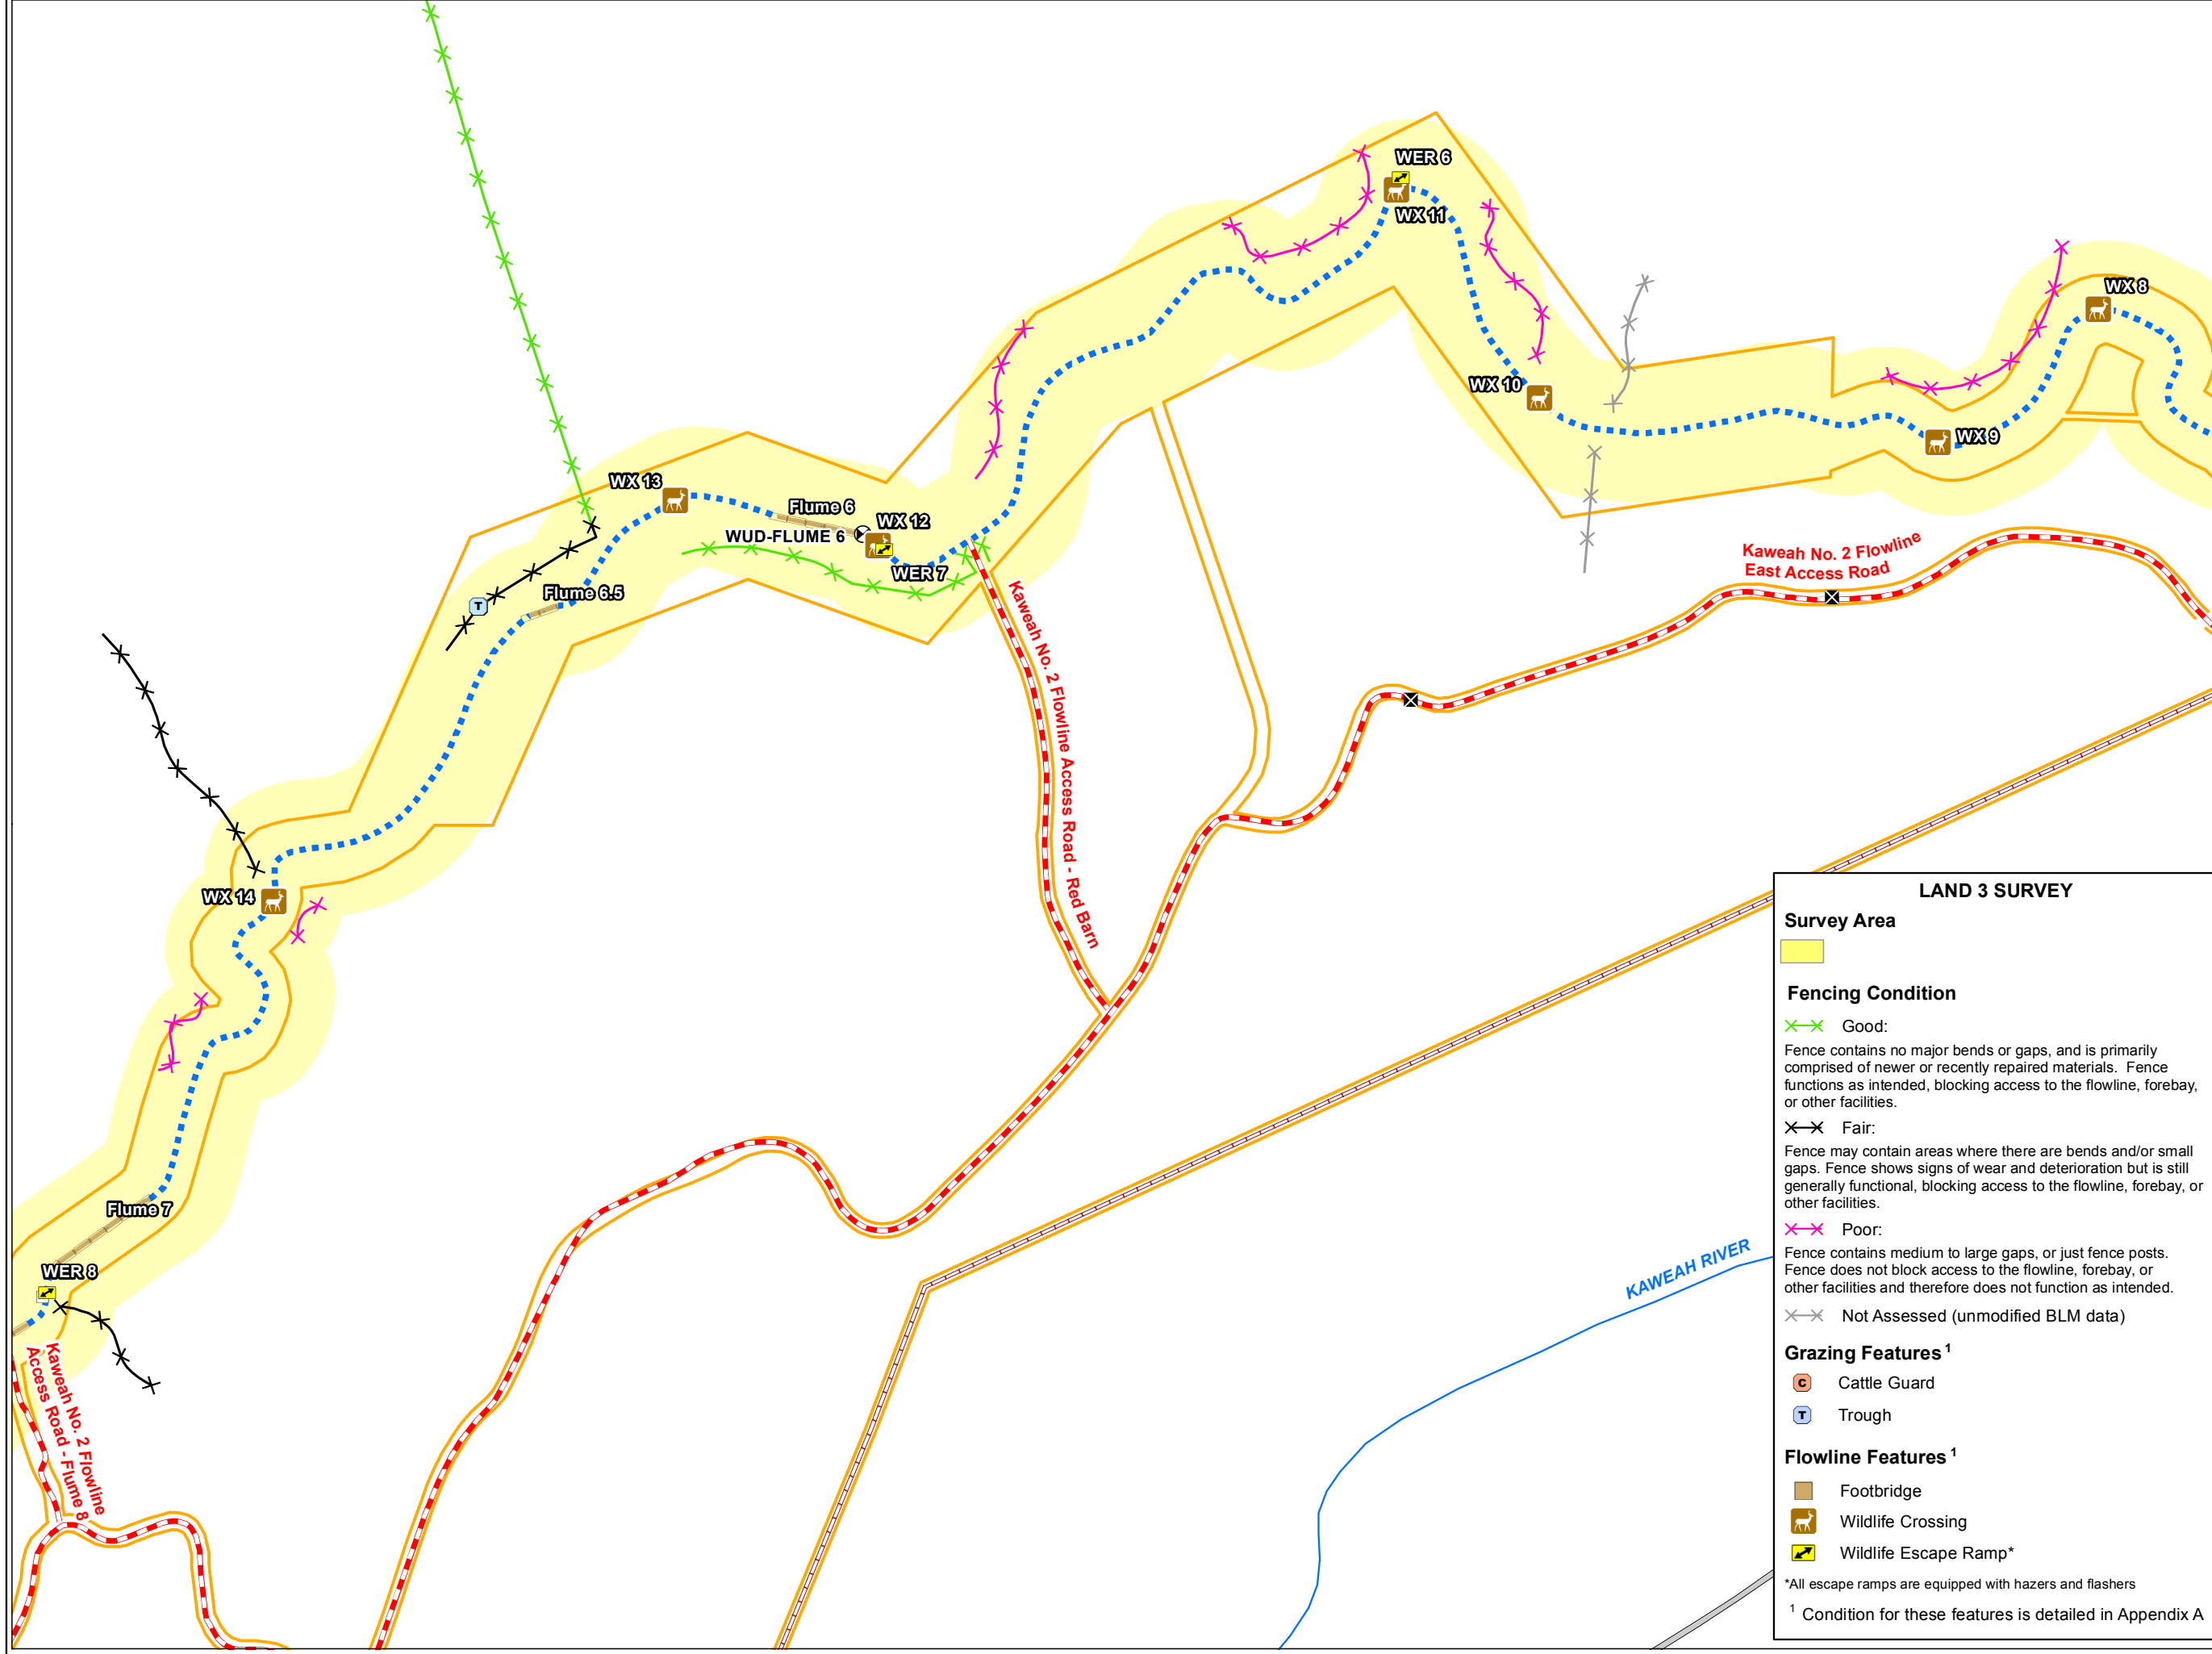 WER 6
WX 11
WX 8
WX 10
WX 9
WX 13
Flume 6
WX 12
WUD-FLUME 6
WER 7
Flume 6.5
T
Kaweah No. 2 Flowline
East Access Road
Kaweah No. 2 Flowline Access Road - Red Barn
WX 14
Flume 7
WER 8
Kaweah No. 2 Flowline
Access Road - Flume 8
KAWEAH RIVER
LAND 3 SURVEY
Survey Area
Fencing Condition
Good:
Fence contains no major bends or gaps, and is primarily
comprised of newer or recently repaired materials. Fence
functions as intended, blocking access to the flowline, forebay,
or other facilities.
Fair:
Fence may contain areas where there are bends and/or small
gaps. Fence shows signs of wear and deterioration but is still
generally functional, blocking access to the flowline, forebay, or
other facilities.
Poor:
Fence contains medium to large gaps, or just fence posts.
Fence does not block access to the flowline, forebay, or
other facilities and therefore does not function as intended.
Not Assessed (unmodified BLM data)
Grazing Features 1
C Cattle Guard
T Trough
Flowline Features 1
Footbridge
Wildlife Crossing
Wildlife Escape Ramp*
*All escape ramps are equipped with hazers and flashers
1 Condition for these features is detailed in Appendix A